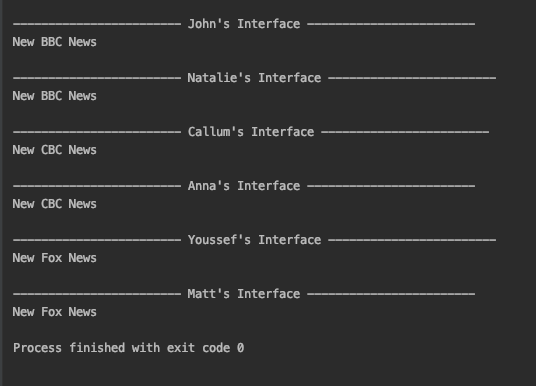 ------------------------ John's Interface ------------------------
New BBC News
------------------------ Natalie's Interface ------------------------
New BBC News
------------------------ Callum's Interface ------------------------
New CBC News
------------------------ Anna's Interface ------------------------
New CBC News
------------------------ Youssef's Interface ------------------------
New Fox News
------------------------ Matt's Interface ------------------------
New Fox News
Process finished with exit code 0